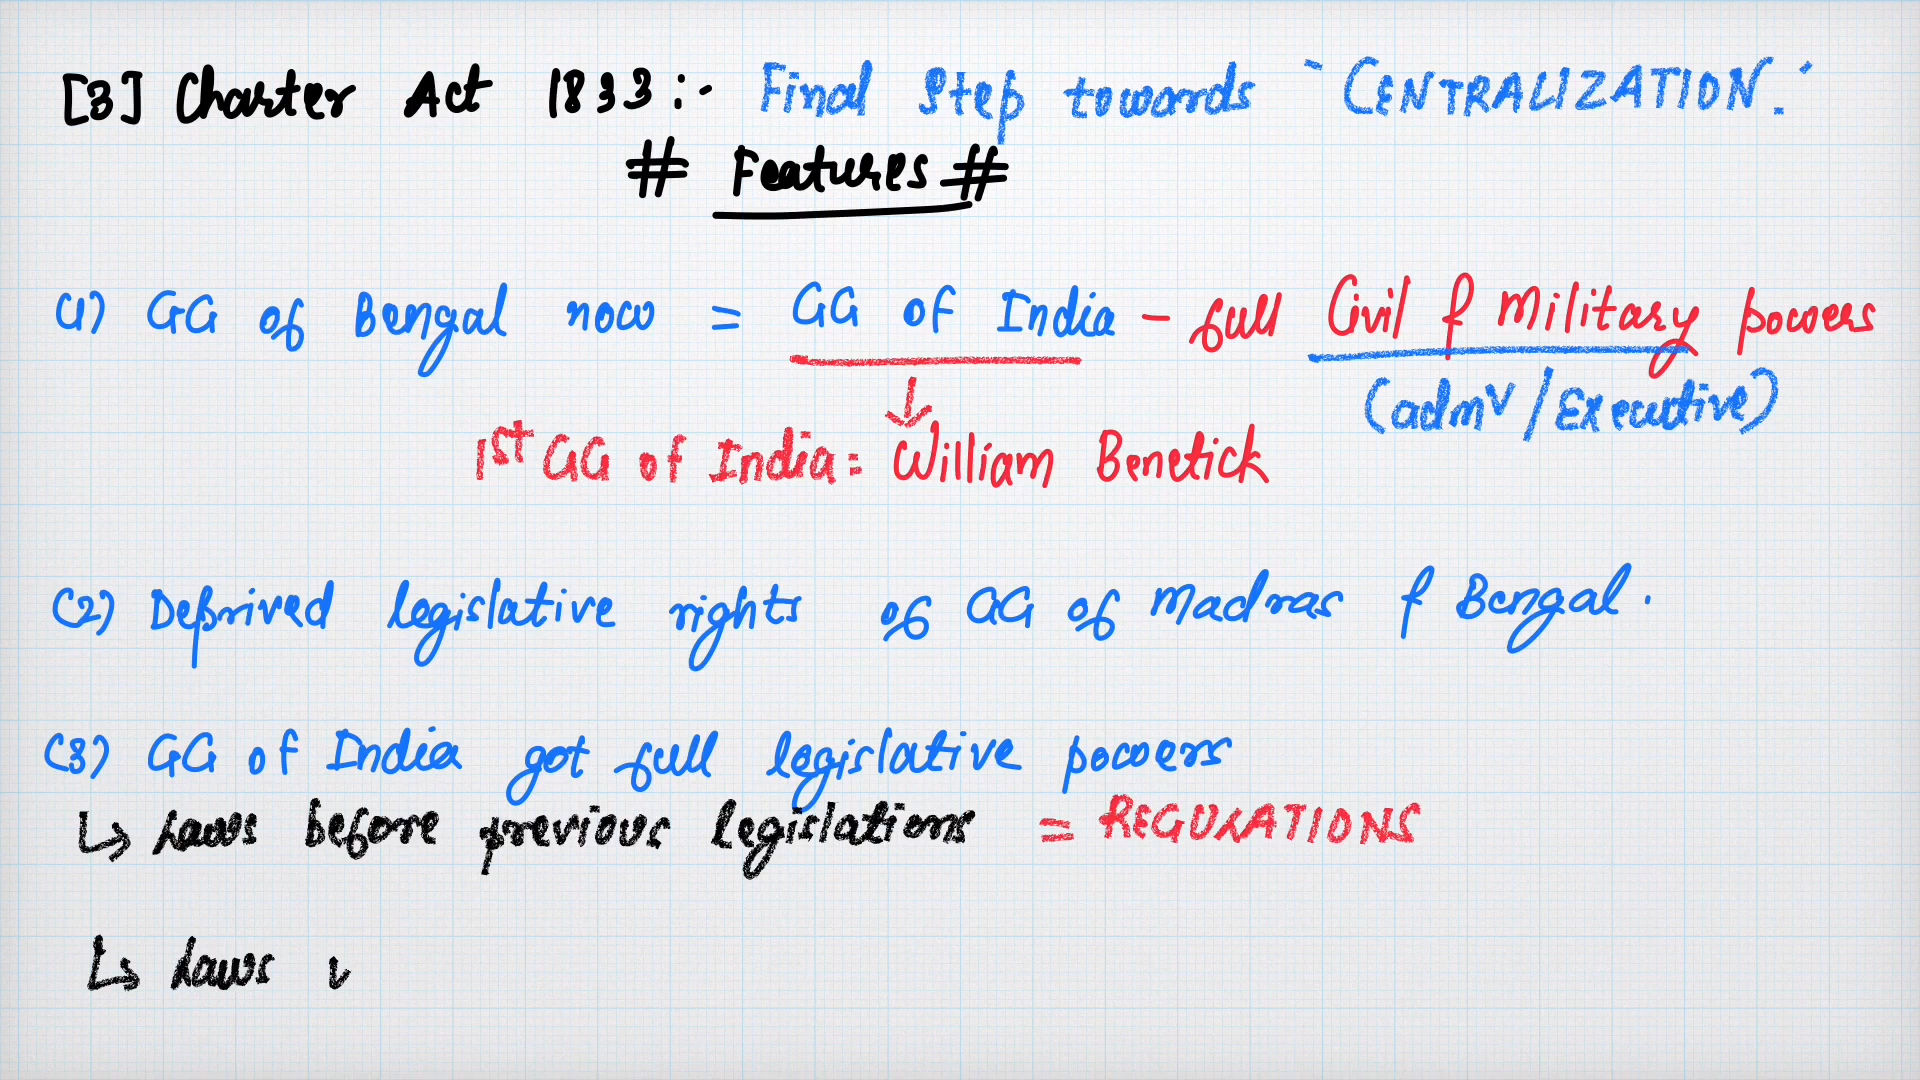 [3] Charter Act 1833:- Final Step towards `CENTRALIZATION.'
# Features #
(1) GG of Bengal now = GG of India - full Civil & Military powers
(admv/Executive)
1st GG of India: William Benetick
(2) Deprived legislative rights of GG of Madras & Bengal.
(3) GG of India got full legislative powers
↳ Laws before previous legislations = REGULATIONS
↳ Laws